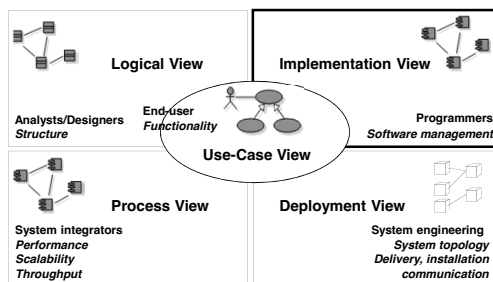 Logical View
Analysts/Designers
Structure
Implementation View
Programmers
Software management
End-user
Functionality
Use-Case View
Process View
System integrators
Performance
Scalability
Throughput
Deployment View
System engineering
System topology
Delivery, installation
communication